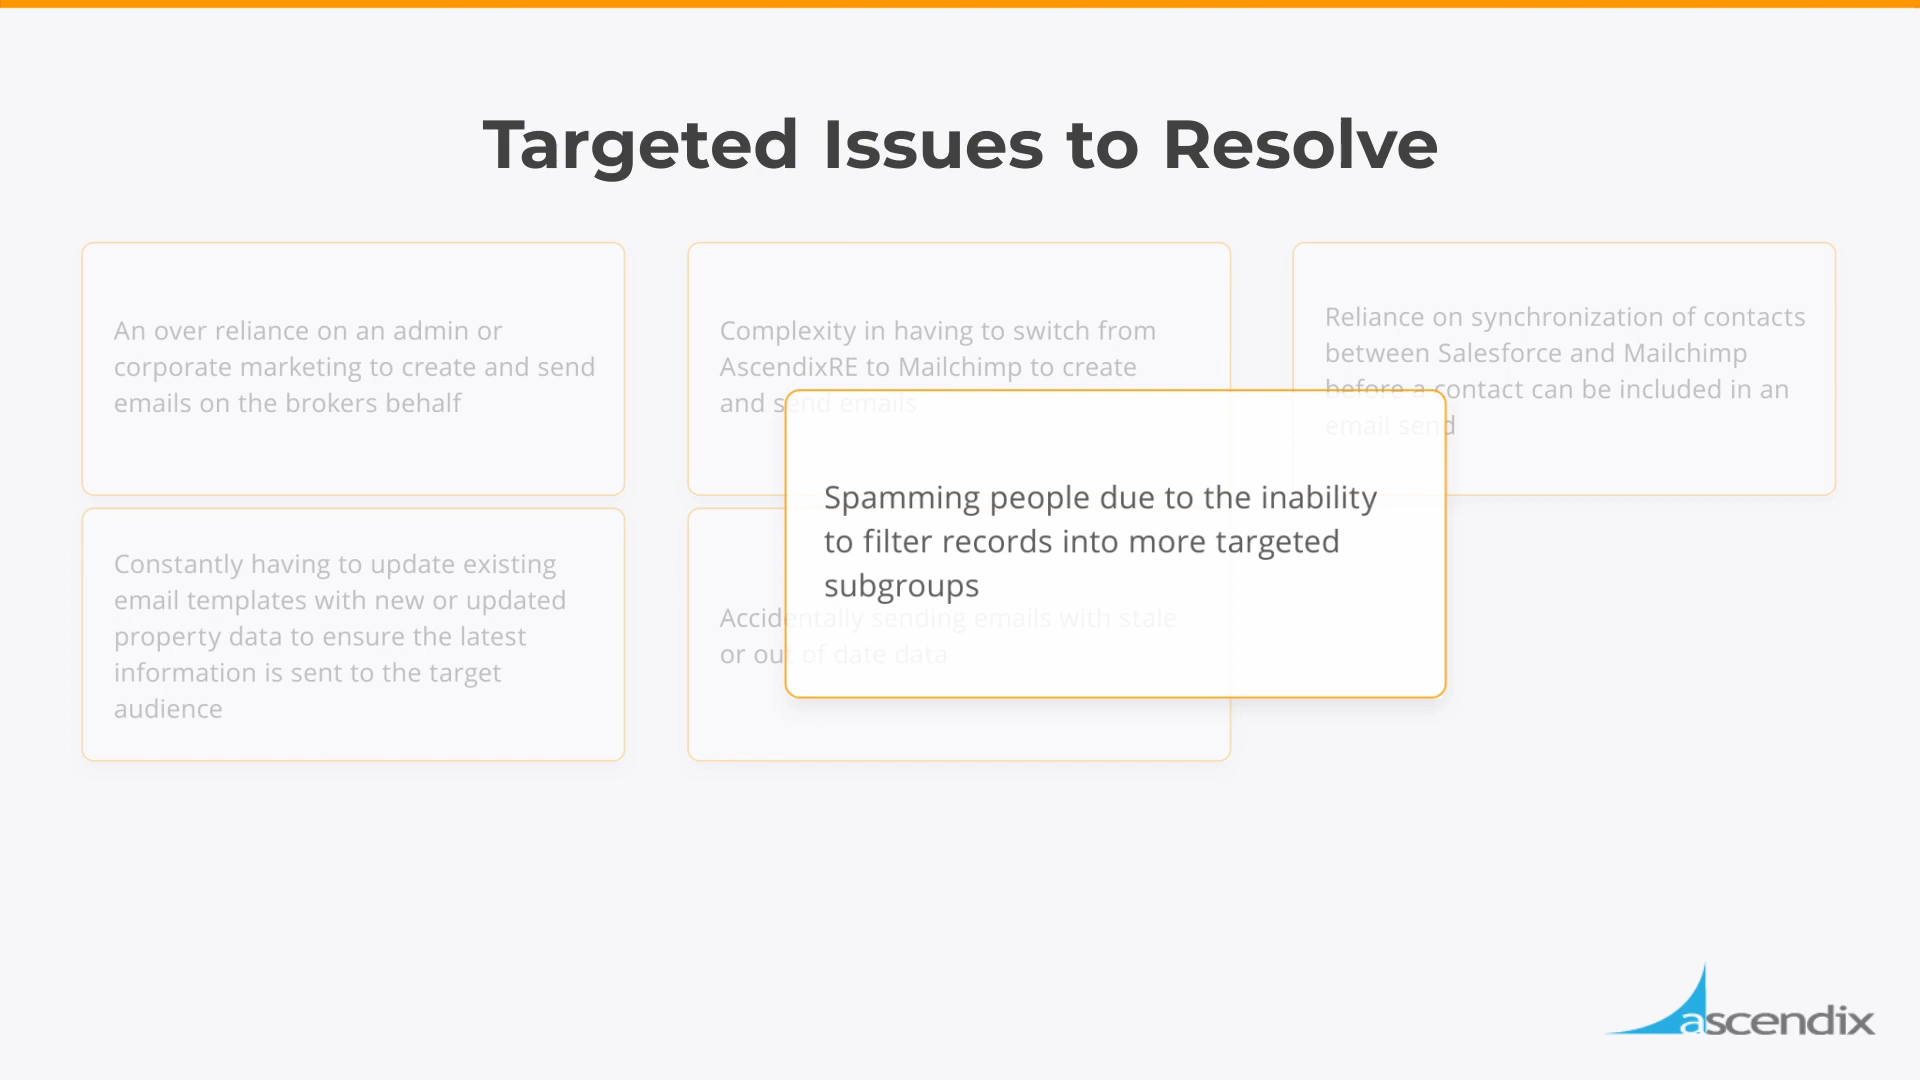 Targeted Issues to Resolve
An over reliance on an admin or
corporate marketing to create and send
emails on the brokers behalf
Complexity in having to switch from
AscendixRE to Mailchimp to create
and send emails
Reliance on synchronization of contacts
between Salesforce and Mailchimp
before a contact can be included in an
email send
Constantly having to update existing
email templates with new or updated
property data to ensure the latest
information is sent to the target
audience
Accidentally sending emails with stale
or out of date data
Spamming people due to the inability
to filter records into more targeted
subgroups
ascendix